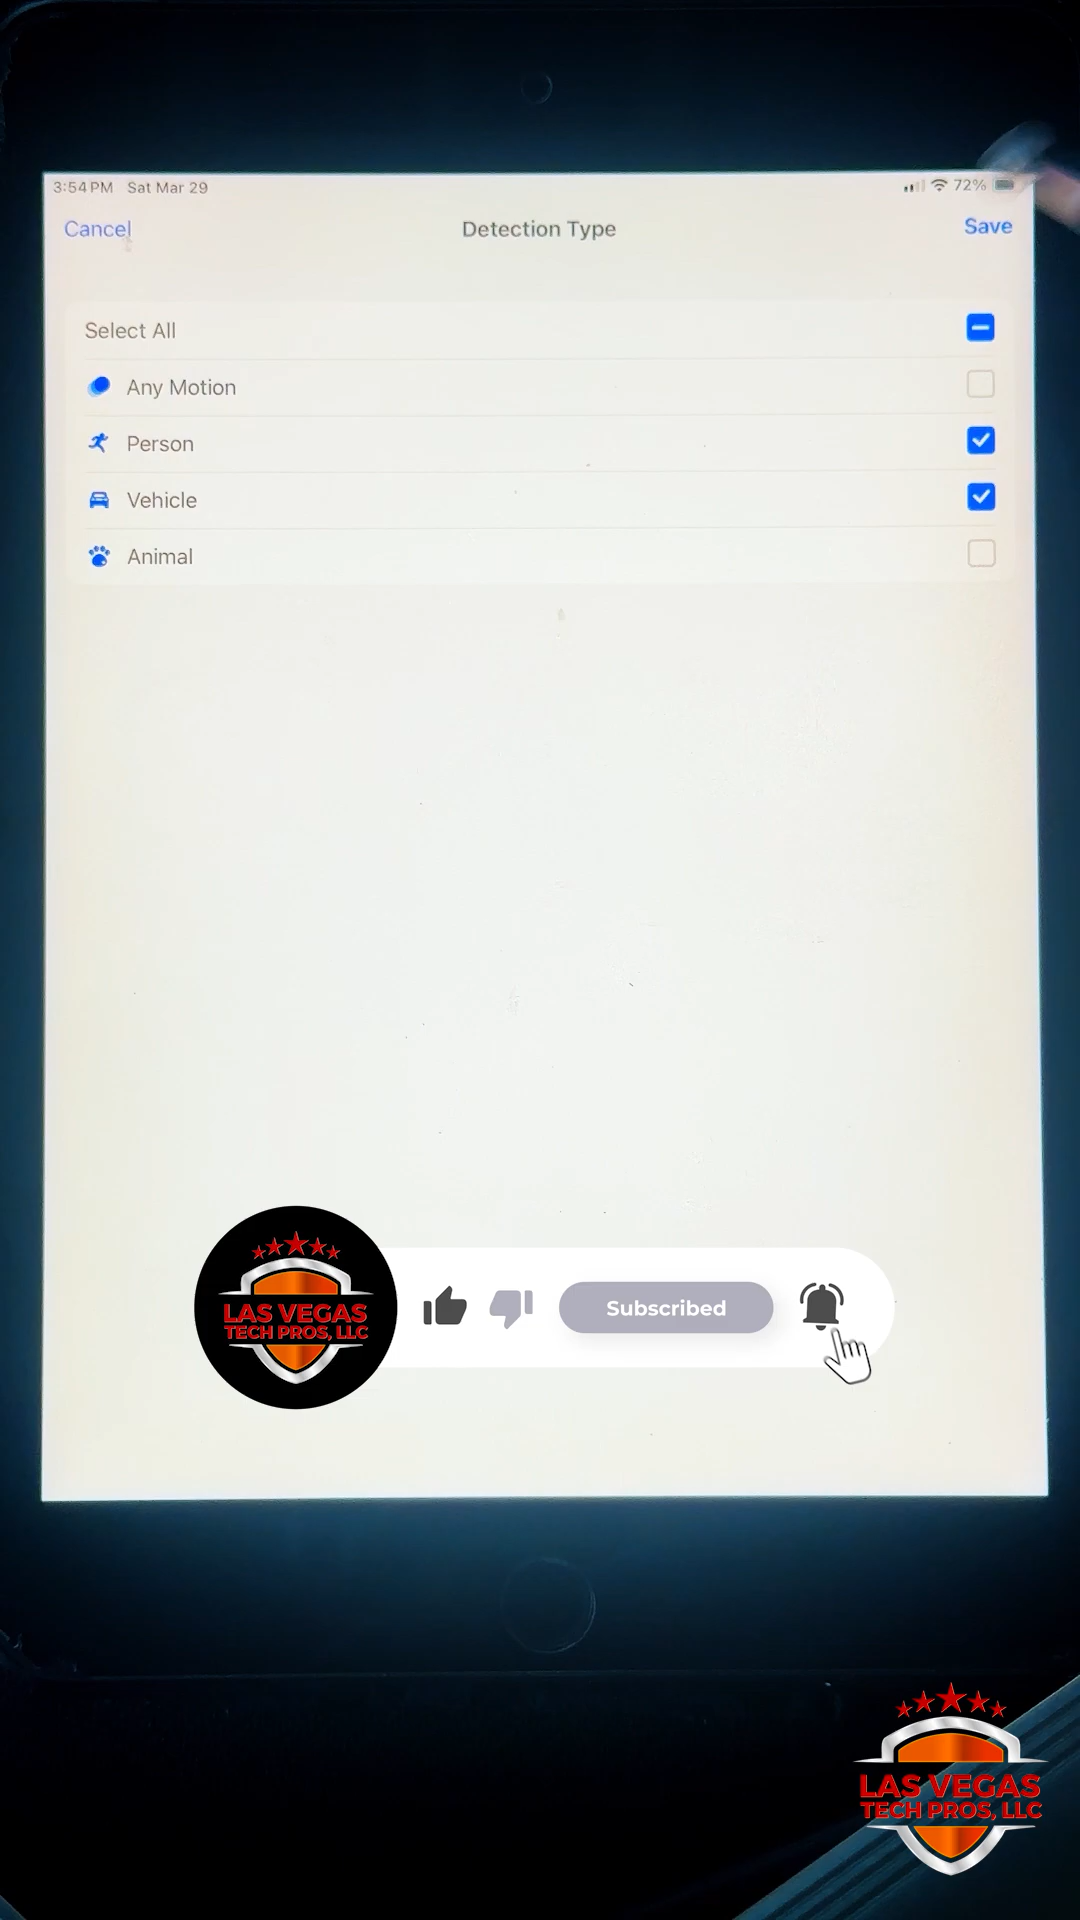 3:54 PM Sat Mar 29
72%
Cancel
Detection Type
Save
Select All
Any Motion
Person
Vehicle
Animal
LAS VEGAS
TECH PROS, LLC
Subscribed
LAS VEGAS
TECH PROS, LLC